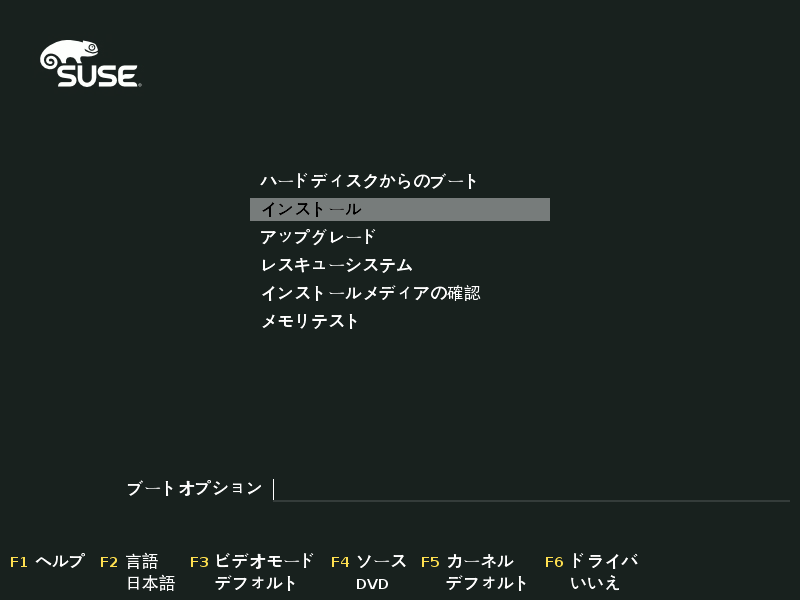 SUSE
ハードディスクからのブート
インストール
アップグレード
レスキューシステム
インストールメディアの確認
メモリテスト
ブートオプション
F1 ヘルプ F2 言語 F3 ビデオモード F4 ソース F5 カーネル F6 ドライバ
日本語 デフォルト DVD デフォルト いいえ